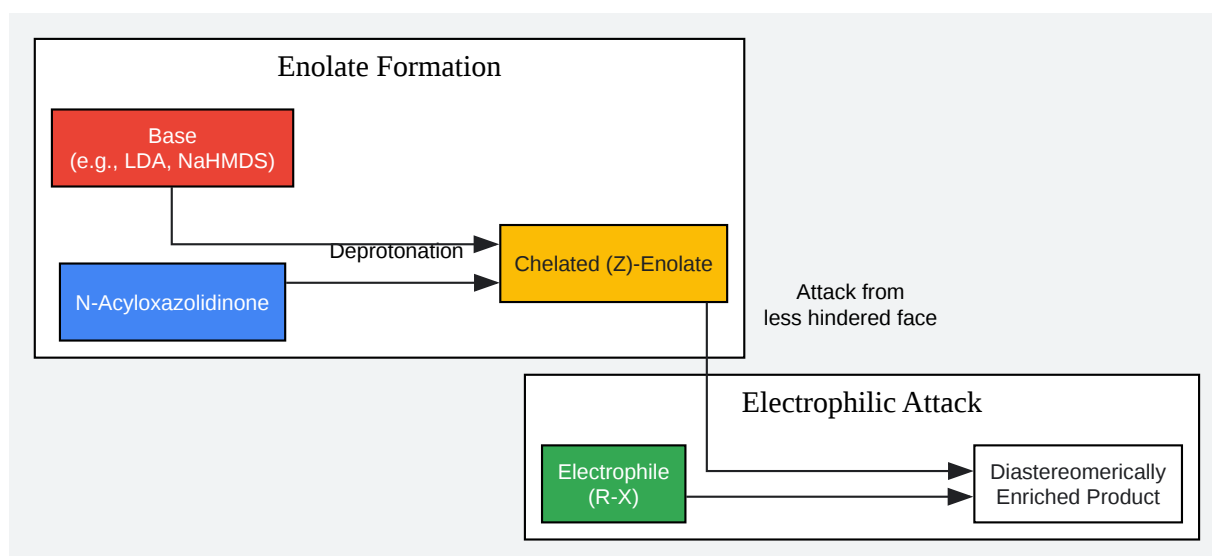 Enolate Formation
Base
(e.g., LDA, NaHMDS)
Deprotonation
N-Acyloxazolidinone
Chelated (Z)-Enolate
Attack from
less hindered face
Electrophilic Attack
Electrophile
(R-X)
Diastereomerically
Enriched Product